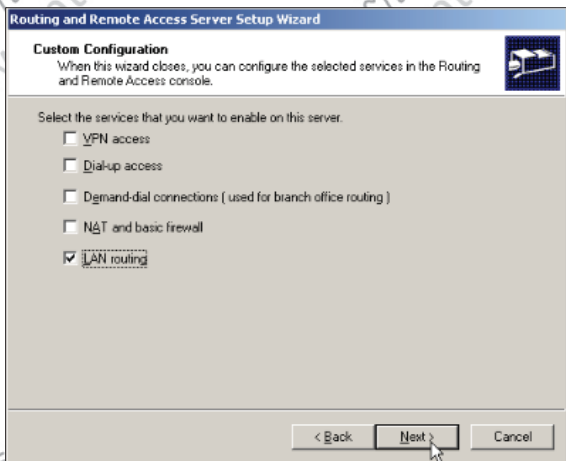 Routing and Remote Access Server Setup Wizard
Custom Configuration
When this wizard closes, you can configure the selected services in the Routing
and Remote Access console.
Select the services that you want to enable on this server.
VPN access
Dial-up access
Demand-dial connections ( used for branch office routing )
NAT and basic firewall
LAN routing
< Back
Next >
Cancel